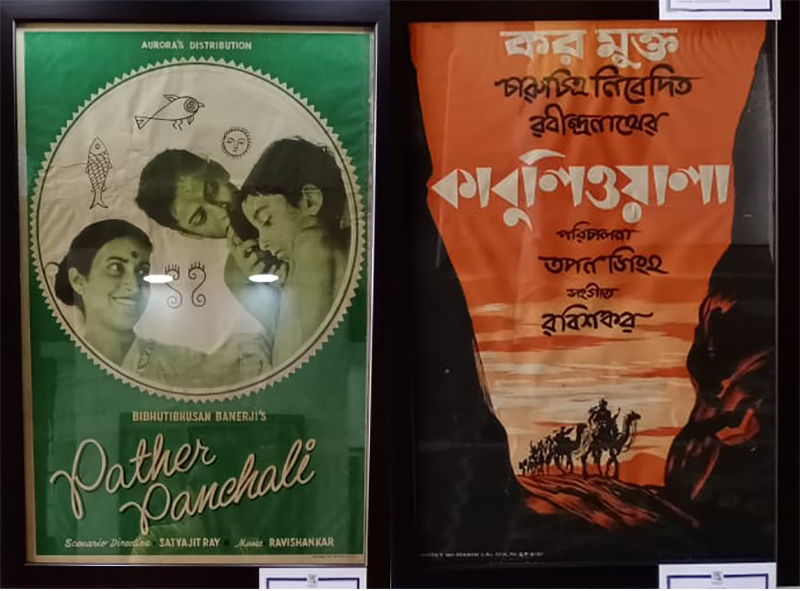 AURORA'S DISTRIBUTION
BIBHUTIBHUSAN BANERJI'S
Pather
Panchali
Scenario Direction SATYAJIT RAY • Music RAVISHANKAR
কর মুক্ত
চারুচিত্র নিবেদিত
রবীন্দ্রনাথের
কাবুলিওয়ালা
পরিচালনা
তপন সিংহ
সংগীত
রবিশঙ্কর